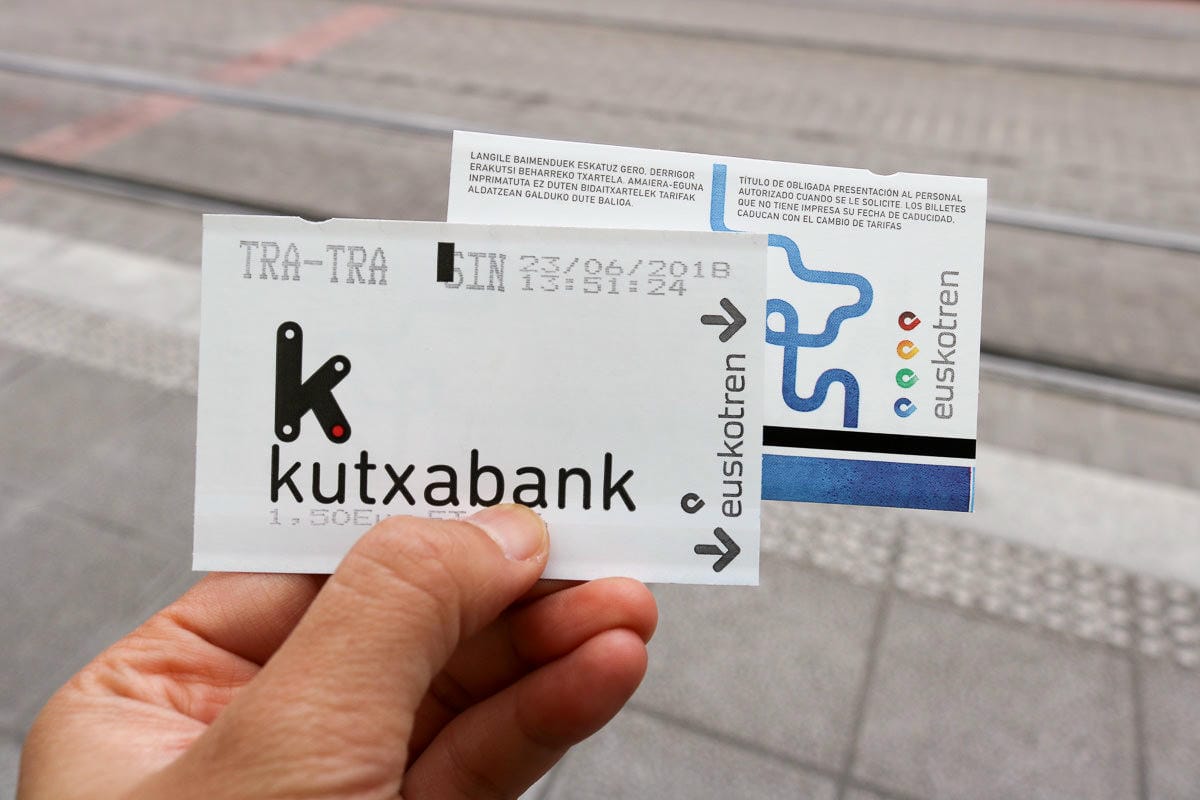 LANGILE BAIMENDUEK ESKATUZ GERO, DERRIGOR
ERAKUTSI BEHARREKO TXARTELA. AMAIERA-EGUNA
INPRIMATUTA EZ DUTEN BIDAITXARTELEK TARIFAK
ALDATZEAN GALDUKO DUTE BALIOA.
TÍTULO DE OBLIGADA PRESENTACIÓN AL PERSONAL
AUTORIZADO CUANDO SE LE SOLICITE. LOS BILLETES
QUE NO TIENE IMPRESA SU FECHA DE CADUCIDAD,
CADUCAN CON EL CAMBIO DE TARIFAS
euskotren
TRA-TRA SIN 23/06/2018
13:51:24
k
kutxabank
1,50Eu
euskotren